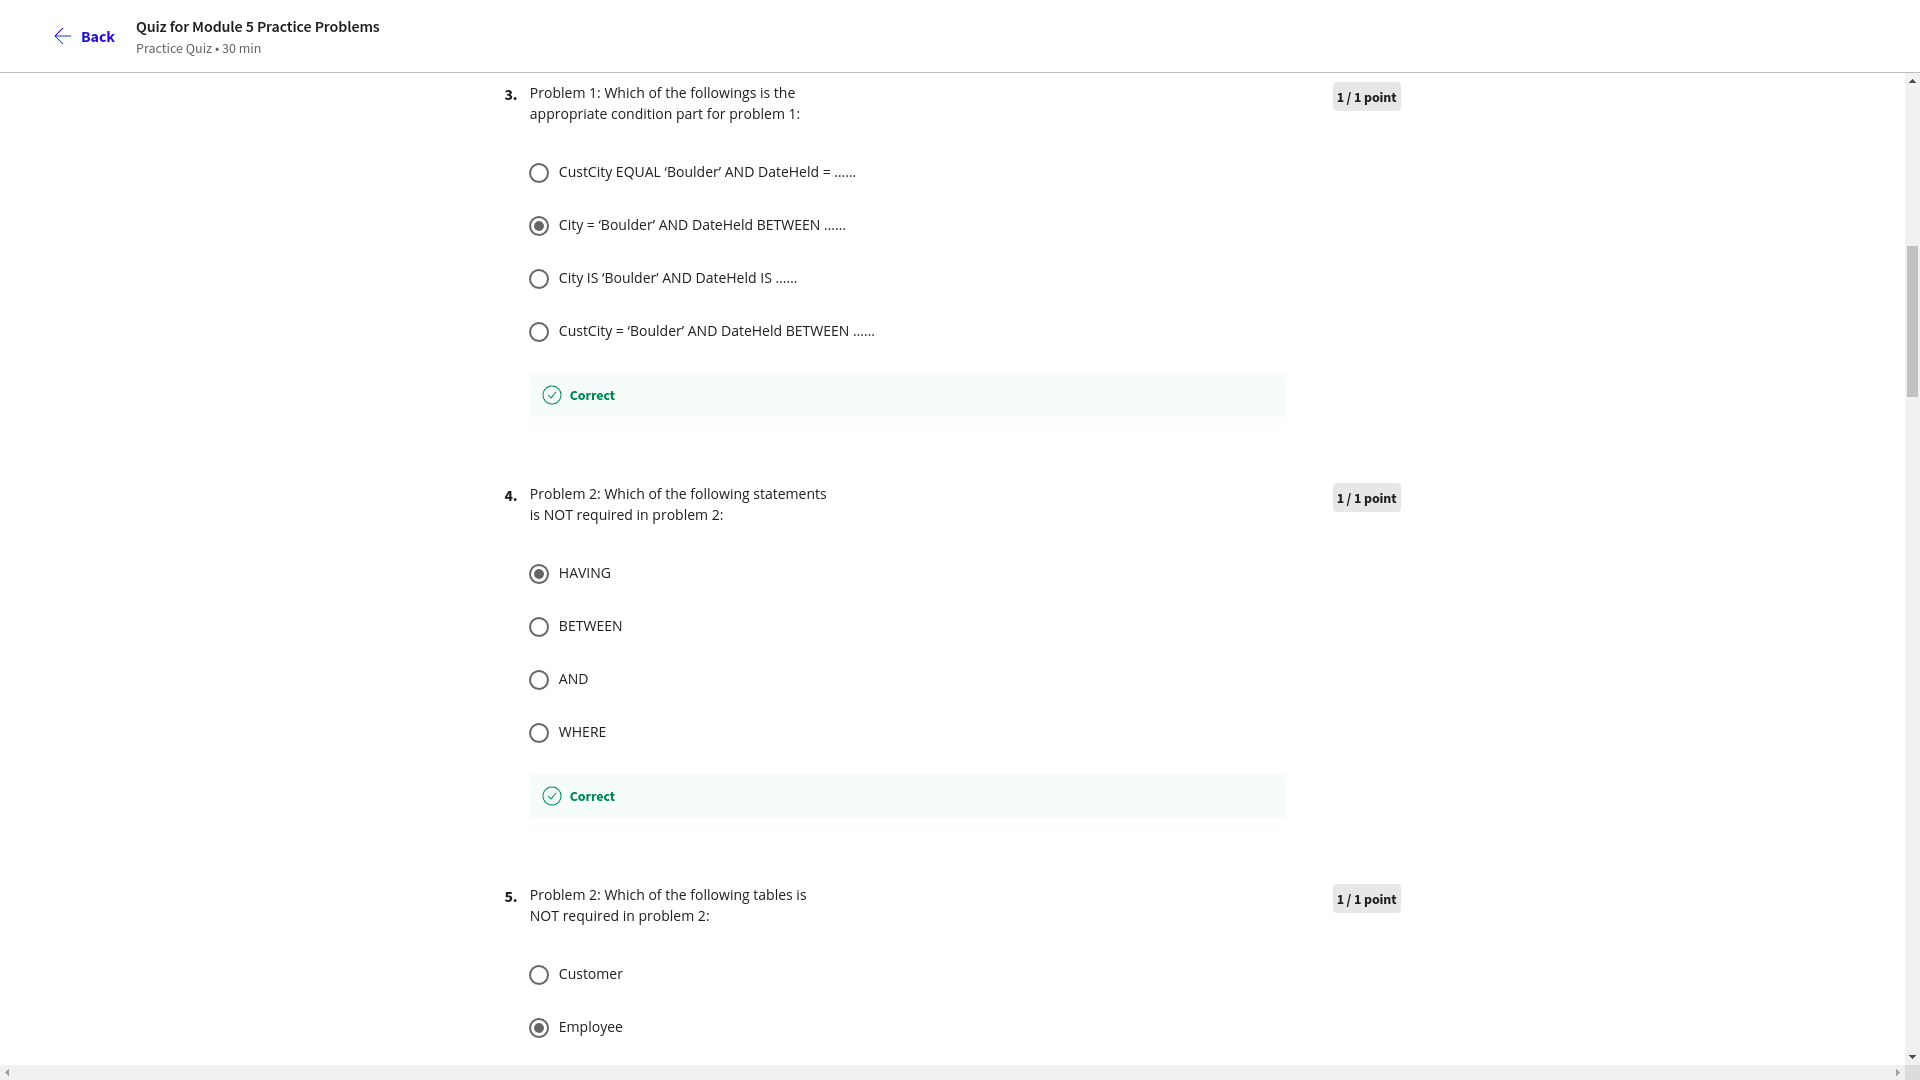 Back
Quiz for Module 5 Practice Problems
Practice Quiz • 30 min
3.
Problem 1: Which of the followings is the
appropriate condition part for problem 1:
1 / 1 point
CustCity EQUAL ‘Boulder’ AND DateHeld = ……
City = ‘Boulder’ AND DateHeld BETWEEN ……
City IS ‘Boulder’ AND DateHeld IS ……
CustCity = ‘Boulder’ AND DateHeld BETWEEN ……
Correct
4.
Problem 2: Which of the following statements
is NOT required in problem 2:
1 / 1 point
HAVING
BETWEEN
AND
WHERE
Correct
5.
Problem 2: Which of the following tables is
NOT required in problem 2:
1 / 1 point
Customer
Employee